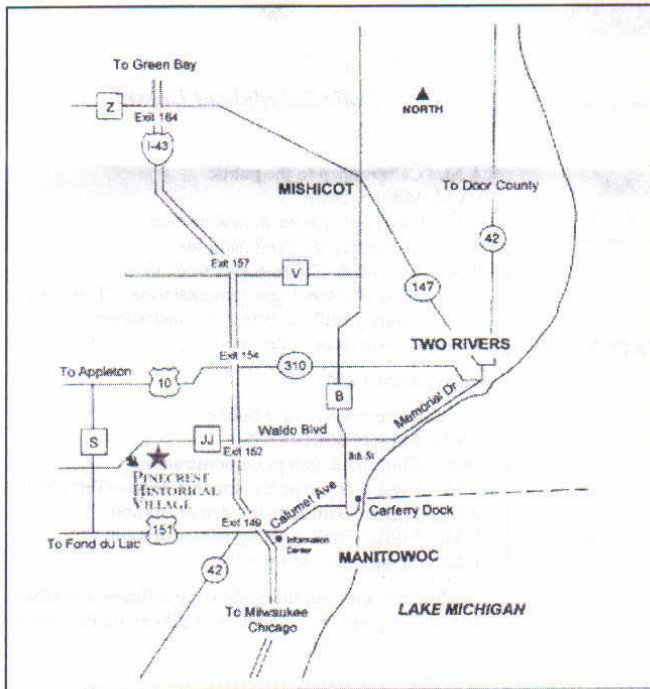 To Green Bay
Z
Exit 164
NORTH
I-43
MISHICOT
To Door County
42
Exit 157
V
147
TWO RIVERS
Exit 154
310
To Appleton
10
B
Memorial Dr
S
JJ
Waldo Blvd
Exit 152
8th St
PINECREST
HISTORICAL
VILLAGE
Calumet Ave
Carferry Dock
151
Exit 149
Information
Center
To Fond du Lac
MANITOWOC
42
To Milwaukee
Chicago
LAKE MICHIGAN